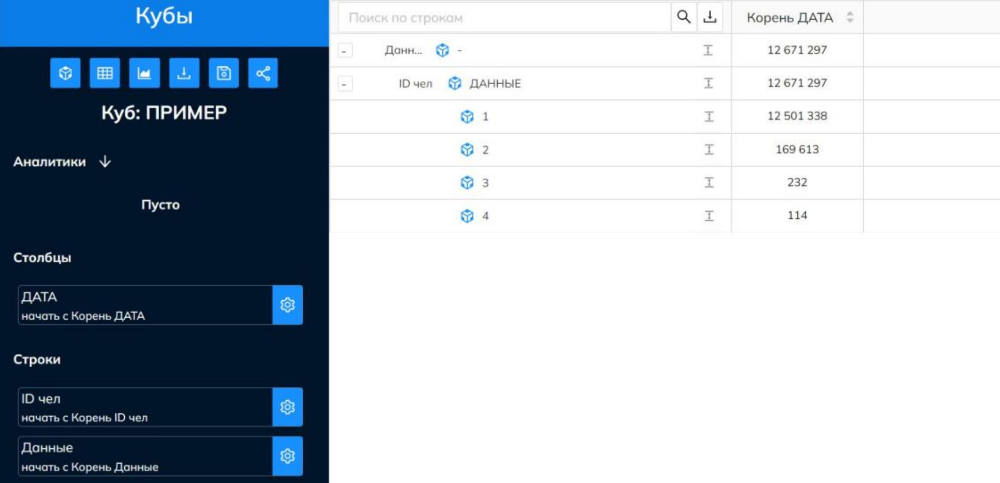 Кубы
Куб: ПРИМЕР
Аналитики
Пусто
Столбцы
ДАТА
начать с Корень ДАТА
Строки
ID чел
начать с Корень ID чел
Данные
начать с Корень Данные
Поиск по строкам
Корень ДАТА
- Данн... - 12 671 297
- ID чел ДАННЫЕ 12 671 297
1 12 501 338
2 169 613
3 232
4 114